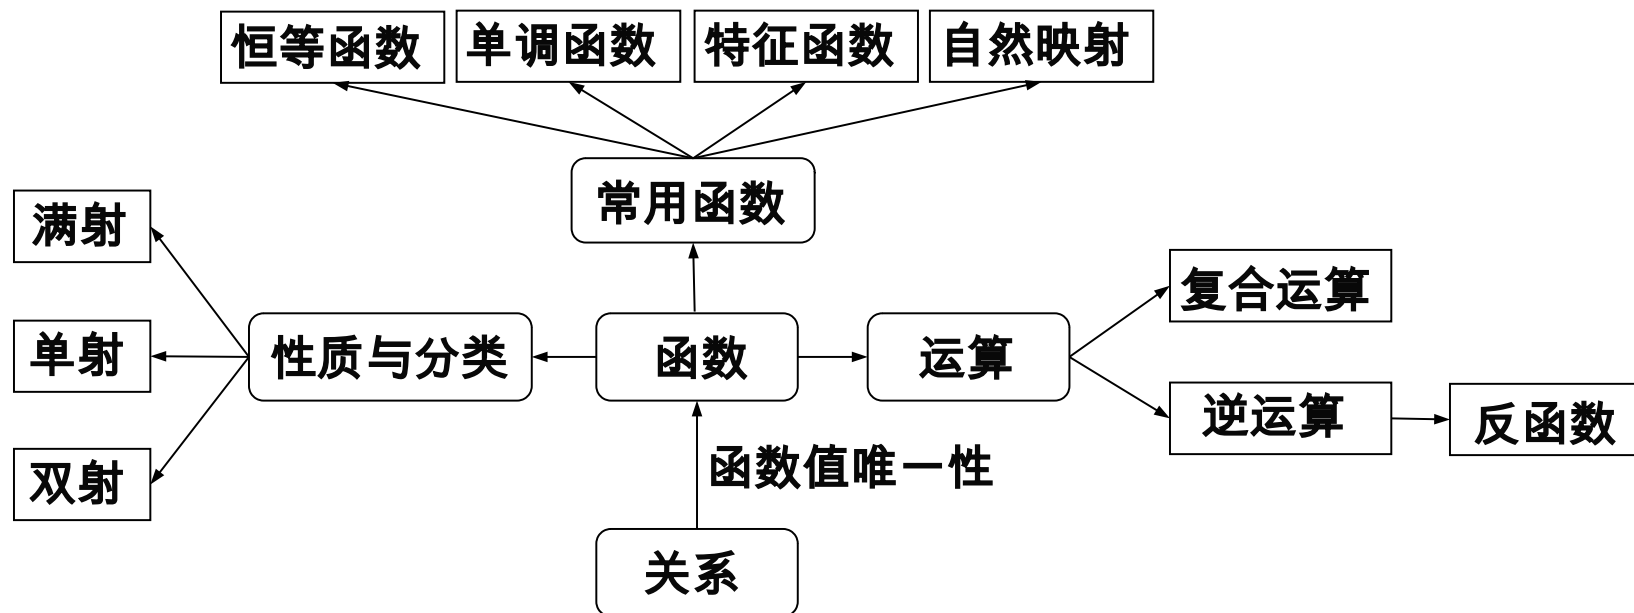 恒等函数
单调函数
特征函数
自然映射
常用函数
满射
单射
双射
性质与分类
函数
运算
复合运算
逆运算
反函数
函数值唯一性
关系